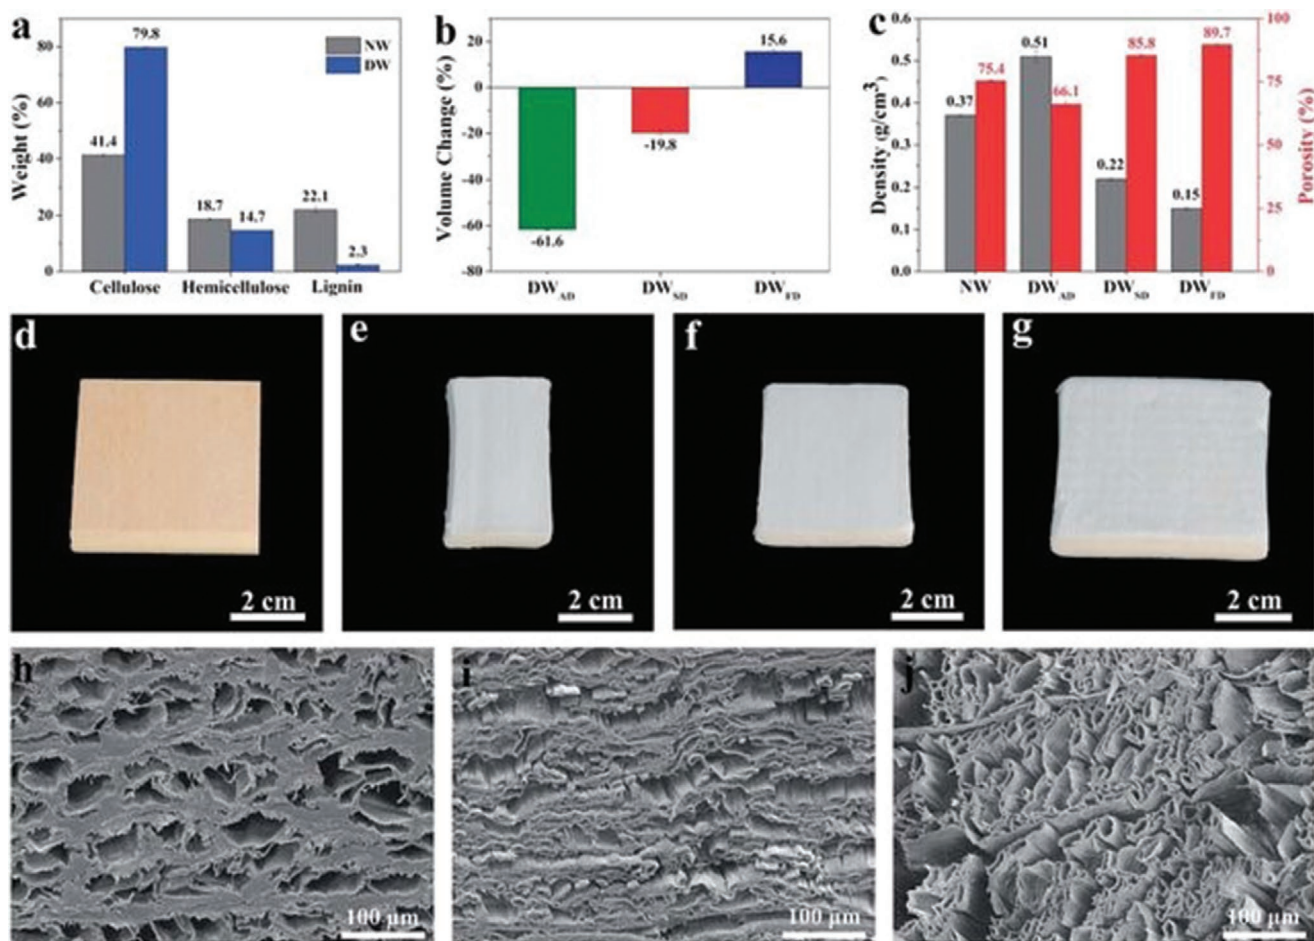 a
Weight (%)
80
60
40
20
0
41.4
79.8
18.7
14.7
22.1
2.3
NW
DW
Cellulose
Hemicellulose
Lignin
b
Volume Change (%)
20
0
-20
-40
-60
-80
-61.6
-19.8
15.6
DW_AD
DW_SD
DW_FD
c
Density (g/cm³)
0.6
0.5
0.4
0.3
0.2
0.1
0.0
0.37
75.4
0.51
66.1
0.22
85.8
0.15
89.7
NW
DW_AD
DW_SD
DW_FD
100
75
50
25
0
Porosity (%)
d
2 cm
e
2 cm
f
2 cm
g
2 cm
h
100 μm
i
100 μm
j
100 μm